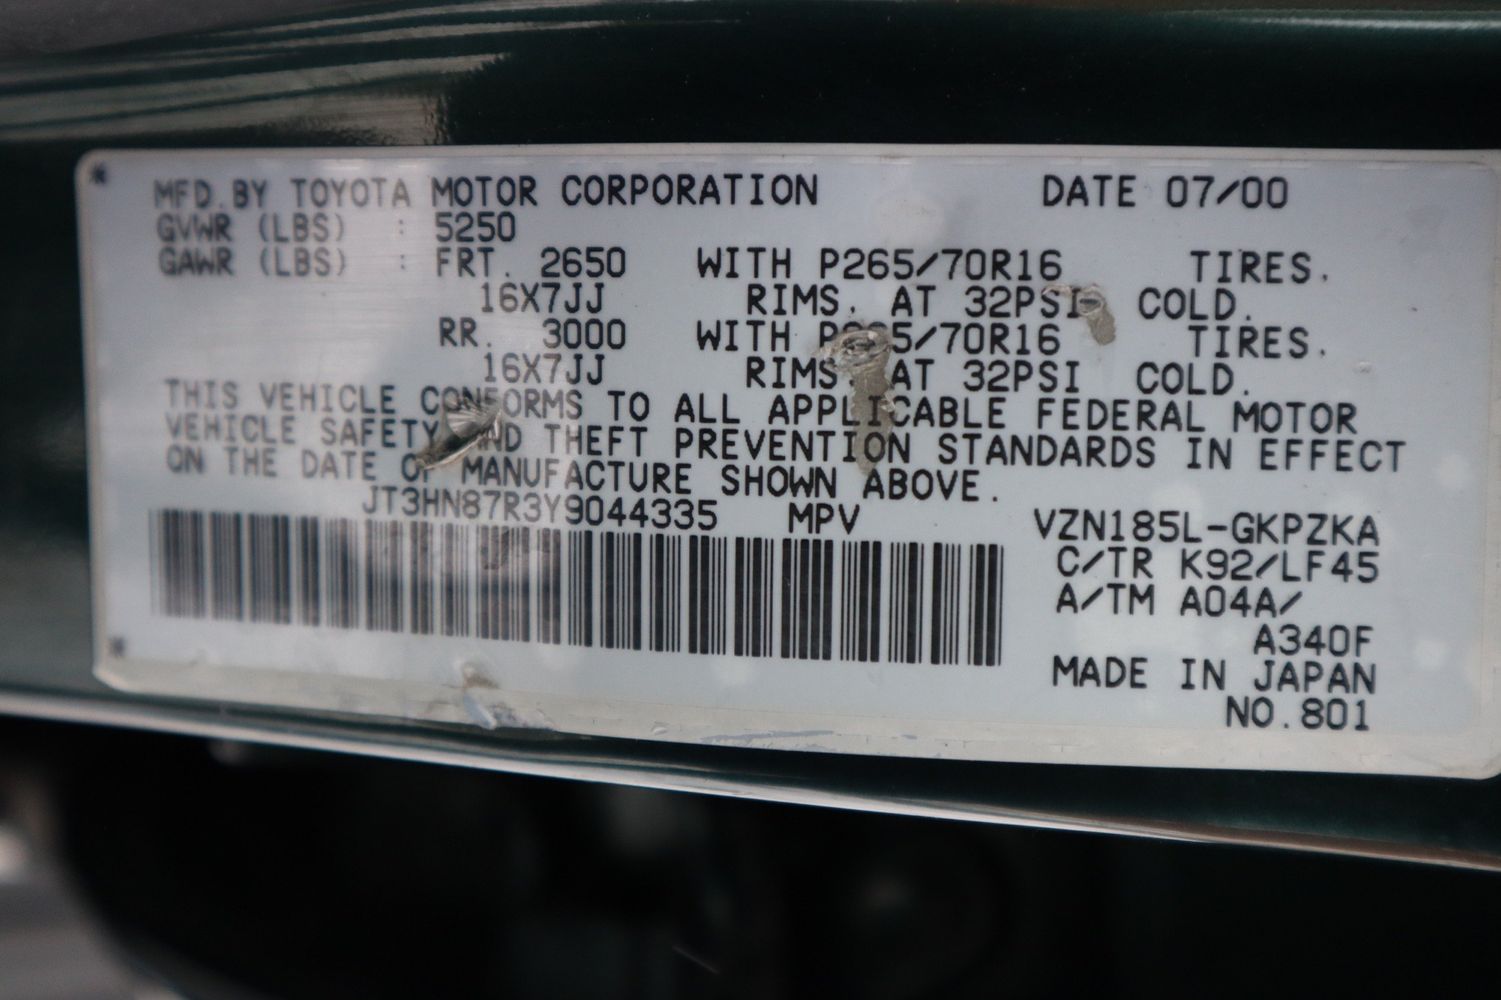 MFD.BY TOYOTA MOTOR CORPORATION DATE 07/00
GVWR (LBS) : 5250
GAWR (LBS) : FRT. 2650 WITH P265/70R16 TIRES.
16X7JJ RIMS. AT 32PSI COLD.
RR. 3000 WITH P265/70R16 TIRES.
16X7JJ RIMS. AT 32PSI COLD.
THIS VEHICLE CONFORMS TO ALL APPLICABLE FEDERAL MOTOR
VEHICLE SAFETY AND THEFT PREVENTION STANDARDS IN EFFECT
ON THE DATE OF MANUFACTURE SHOWN ABOVE.
JT3HN87R3Y9044335 MPV VZN185L-GKPZKA
C/TR K92/LF45
A/TM A04A/
A340F
MADE IN JAPAN
NO.801